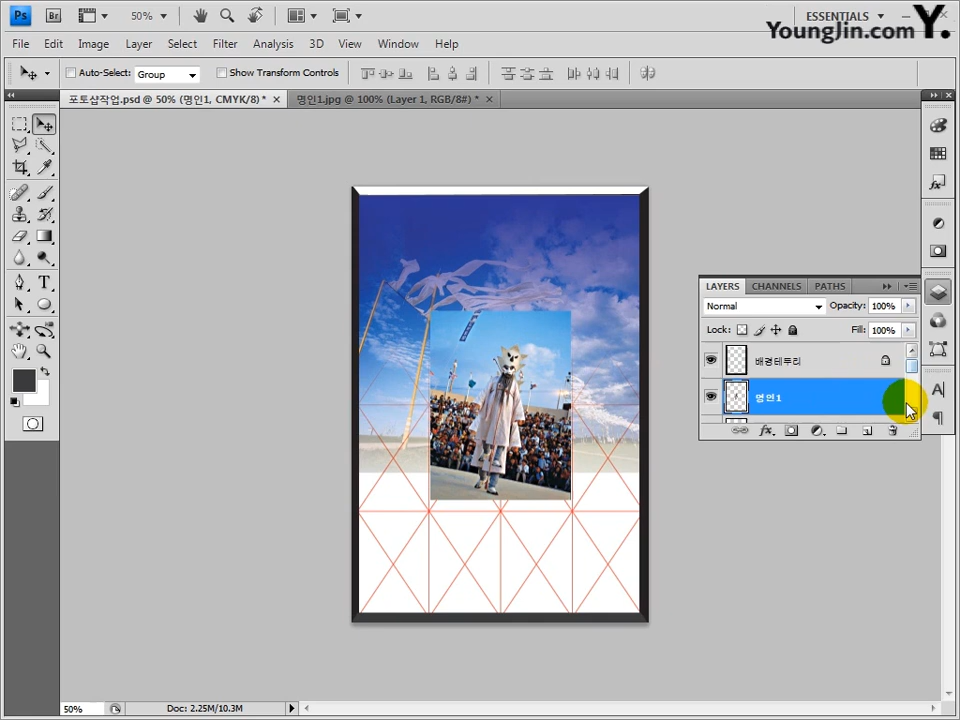 Ps Br 50% ESSENTIALS
YoungJin.com Y.
File Edit Image Layer Select Filter Analysis 3D View Window Help
Auto-Select: Group Show Transform Controls
포토샵작업.psd @ 50% (명인1, CMYK/8) * × 명인1.jpg @ 100% (Layer 1, RGB/8#) * ×
LAYERS CHANNELS PATHS
Normal Opacity: 100%
Lock: Fill: 100%
배경테두리
명인1
50% Doc: 2.25M/10.3M